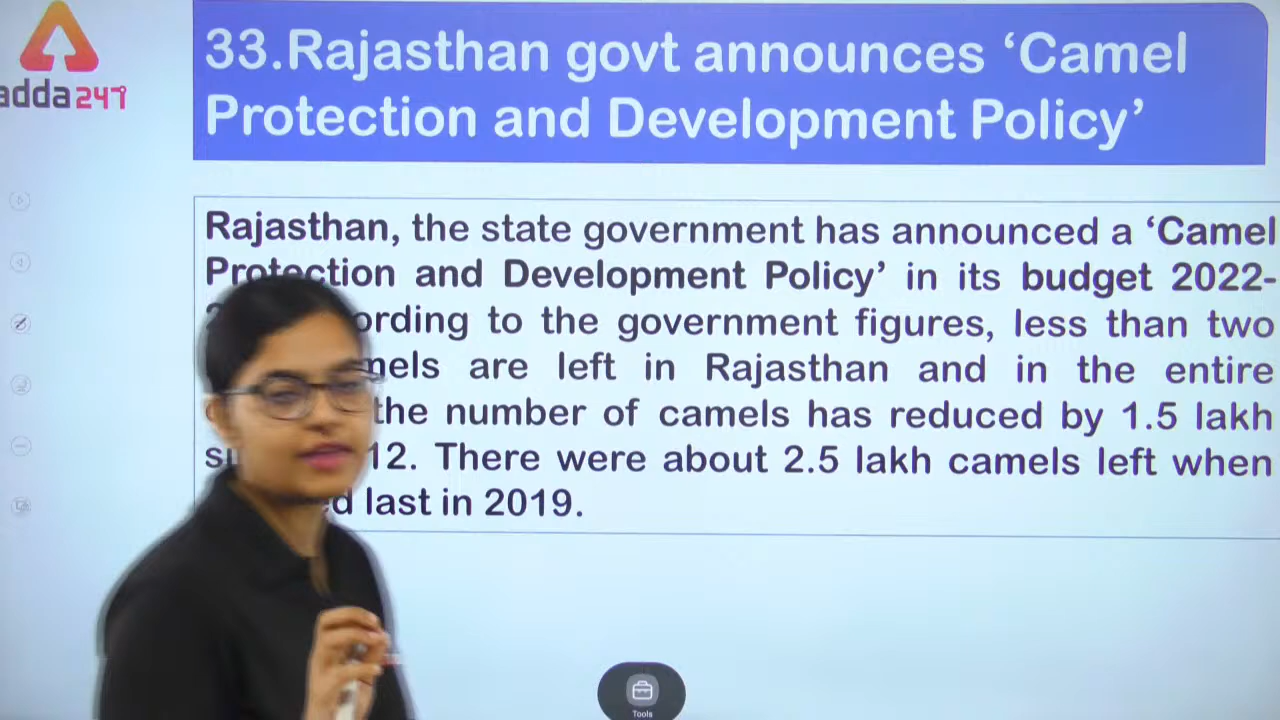 adda247
33.Rajasthan govt announces ‘Camel
Protection and Development Policy’
Rajasthan, the state government has announced a ‘Camel
Protection and Development Policy’ in its budget 2022-
to the government figures, less than two
are left in Rajasthan and in the entire
the number of camels has reduced by 1.5 lakh
12. There were about 2.5 lakh camels left when
last in 2019.
Tools